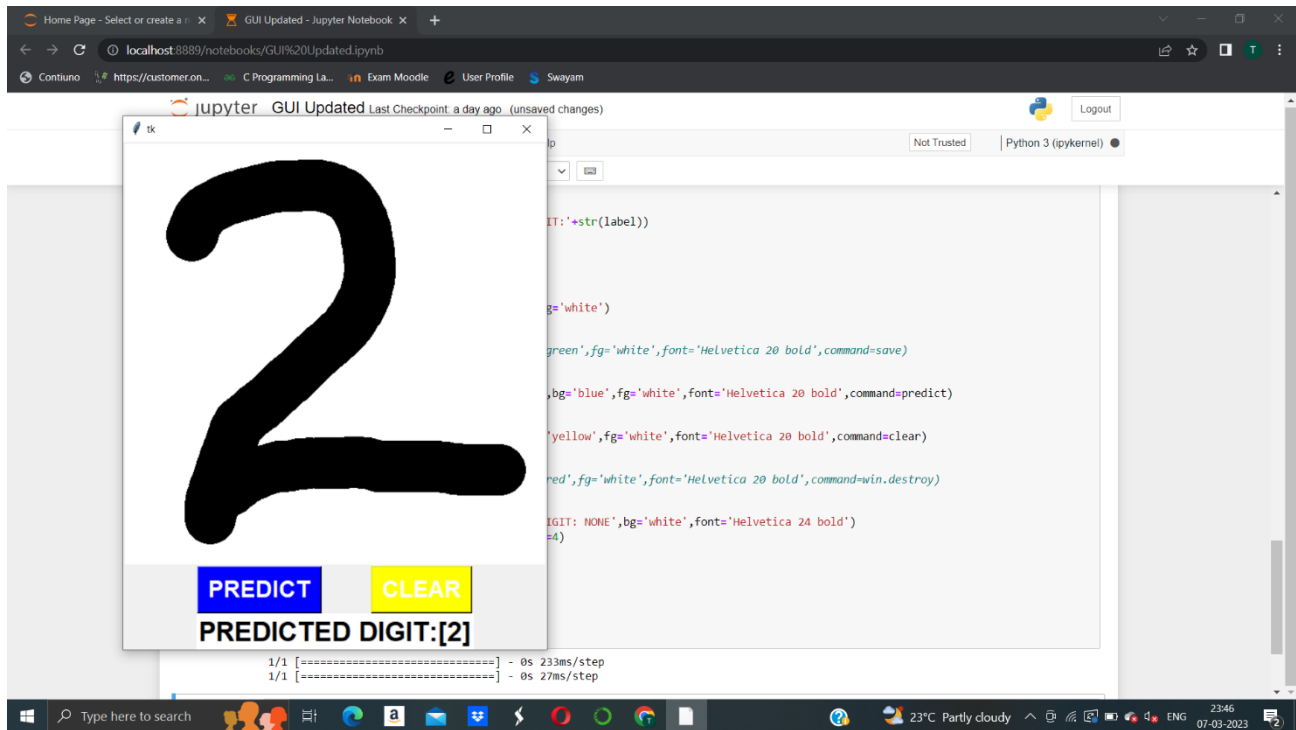 Home Page - Select or create a n
GUI Updated - Jupyter Notebook
localhost:8889/notebooks/GUI%20Updated.ipynb
Contiuno
https://customer.on...
C Programming La...
Exam Moodle
User Profile
Swayam
T
jupyter GUI Updated Last Checkpoint: a day ago (unsaved changes)
Logout
tk
lp
Not Trusted
Python 3 (ipykernel)
IT:'+str(label))
g='white')
green',fg='white',font='Helvetica 20 bold',command=save)
,bg='blue',fg='white',font='Helvetica 20 bold',command=predict)
'yellow',fg='white',font='Helvetica 20 bold',command=clear)
red',fg='white',font='Helvetica 20 bold',command=win.destroy)
IGIT: NONE',bg='white',font='Helvetica 24 bold')
=4)
2
PREDICT
CLEAR
PREDICTED DIGIT:[2]
1/1 [==============================] - 0s 233ms/step
1/1 [==============================] - 0s 27ms/step
Type here to search
23°C Partly cloudy
ENG
23:46
07-03-2023
2